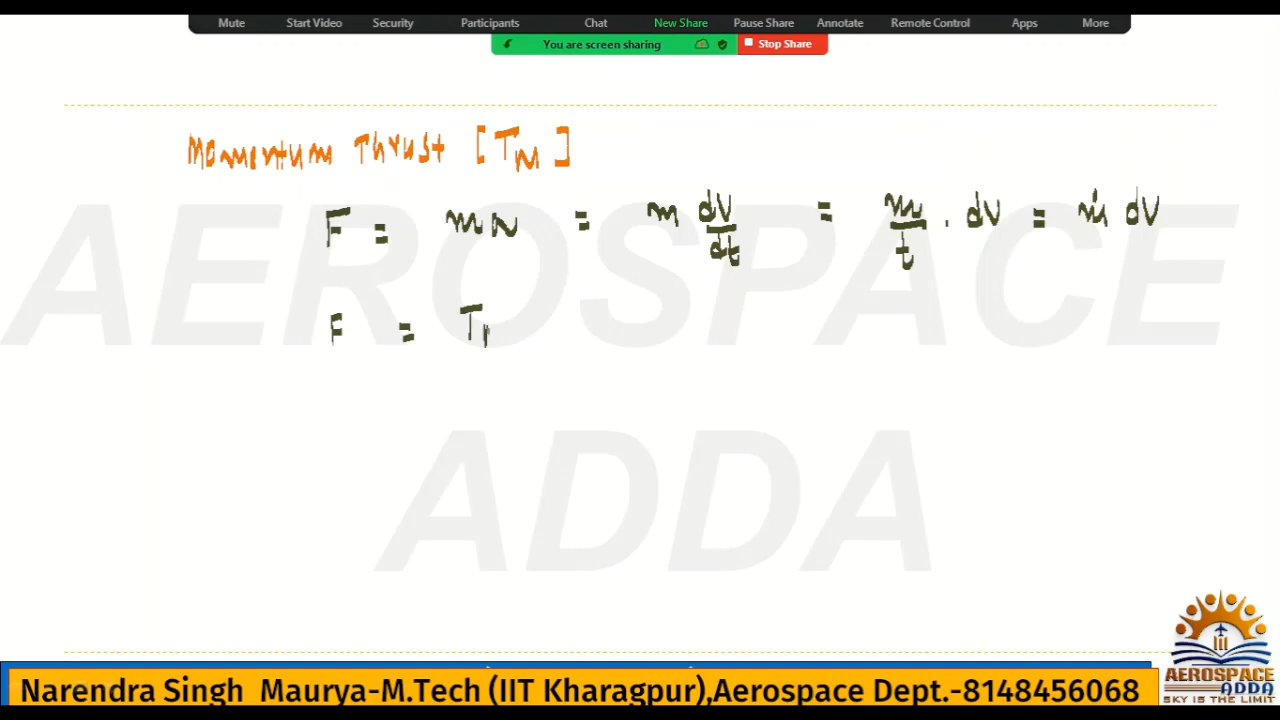 Mute Start Video Security Participants Chat New Share Pause Share Annotate Remote Control Apps More
You are screen sharing Stop Share
Momentum Thrust [TM]
F = ma = m dV/dt = m/t . dV = ṁ dV
F = T
AEROSPACE
ADDA
Narendra Singh Maurya-M.Tech (IIT Kharagpur),Aerospace Dept.-8148456068
AEROSPACE
ADDA
SKY IS THE LIMIT